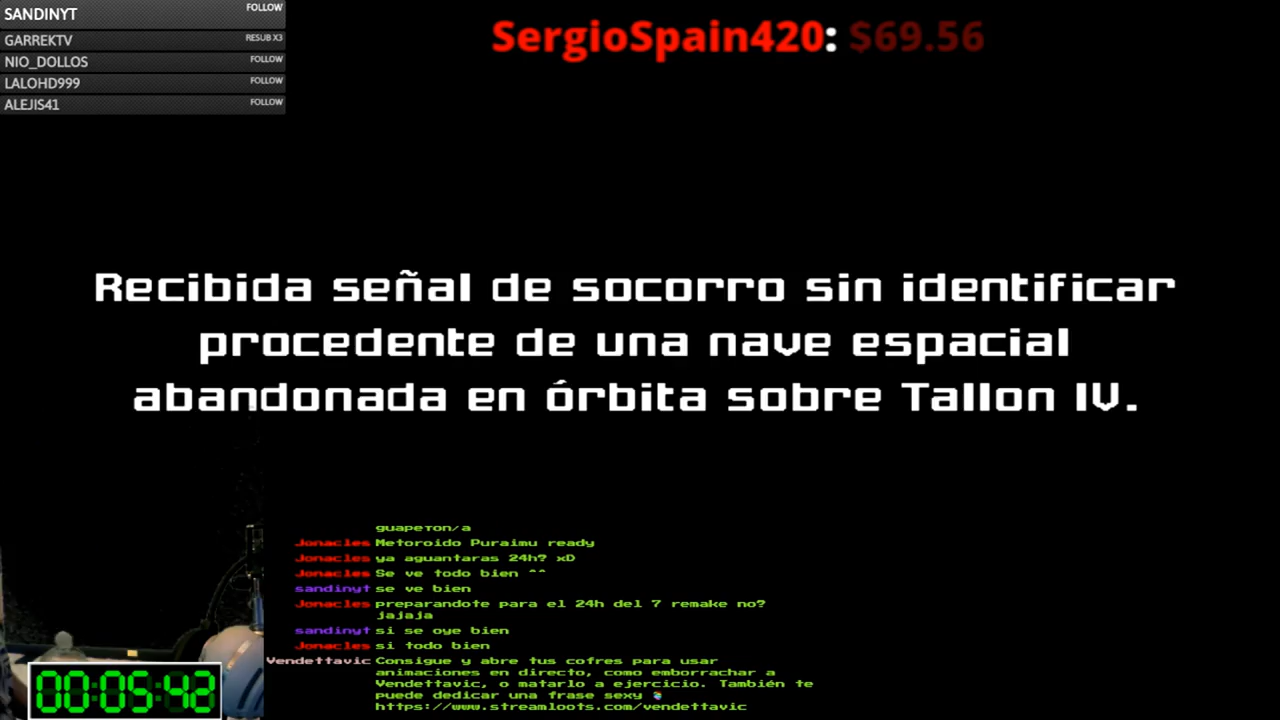 SANDINYT FOLLOW
GARREKTV RESUB X3
NIO_DOLLOS FOLLOW
LALOHD999 FOLLOW
ALEJIS41 FOLLOW
SergioSpain420: $69.56
Recibida señal de socorro sin identificar
procedente de una nave espacial
abandonada en órbita sobre Tallon IV.
guapeton/a
Jonacles Metoroido Puraimu ready
Jonacles ya aguantaras 24h? xD
Jonacles Se ve todo bien ^^
sandinyt se ve bien
Jonacles preparandote para el 24h del 7 remake no?
jajaja
sandinyt si se oye bien
Jonacles si todo bien
Vendettavic Consigue y abre tus cofres para usar
animaciones en directo, como emborrachar a
Vendettavic, o matarlo a ejercicio. También te
puede dedicar una frase sexy
https://www.streamloots.com/vendettavic
00:05:42